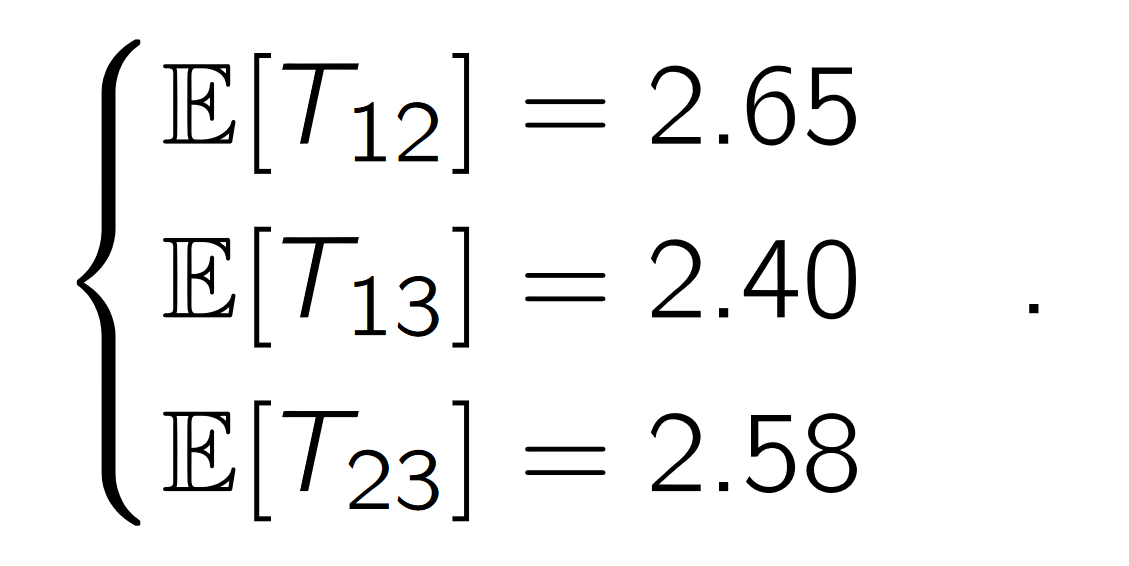 𝔼[T₁₂] = 2.65
𝔼[T₁₃] = 2.40 .
𝔼[T₂₃] = 2.58